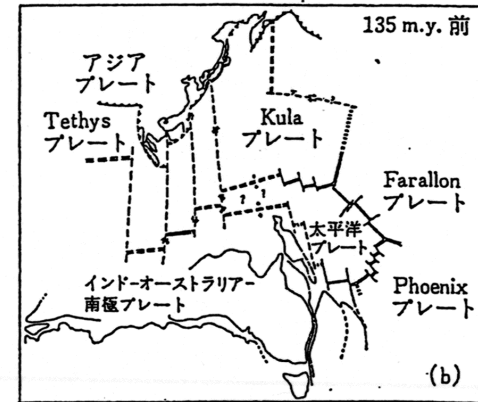 135 m.y. 前
アジア
プレート
Tethys
プレート
Kula
プレート
Farallon
プレート
太平洋
プレート
? ?
?
インド-オーストラリア-
南極プレート
Phoenix
プレート
(b)